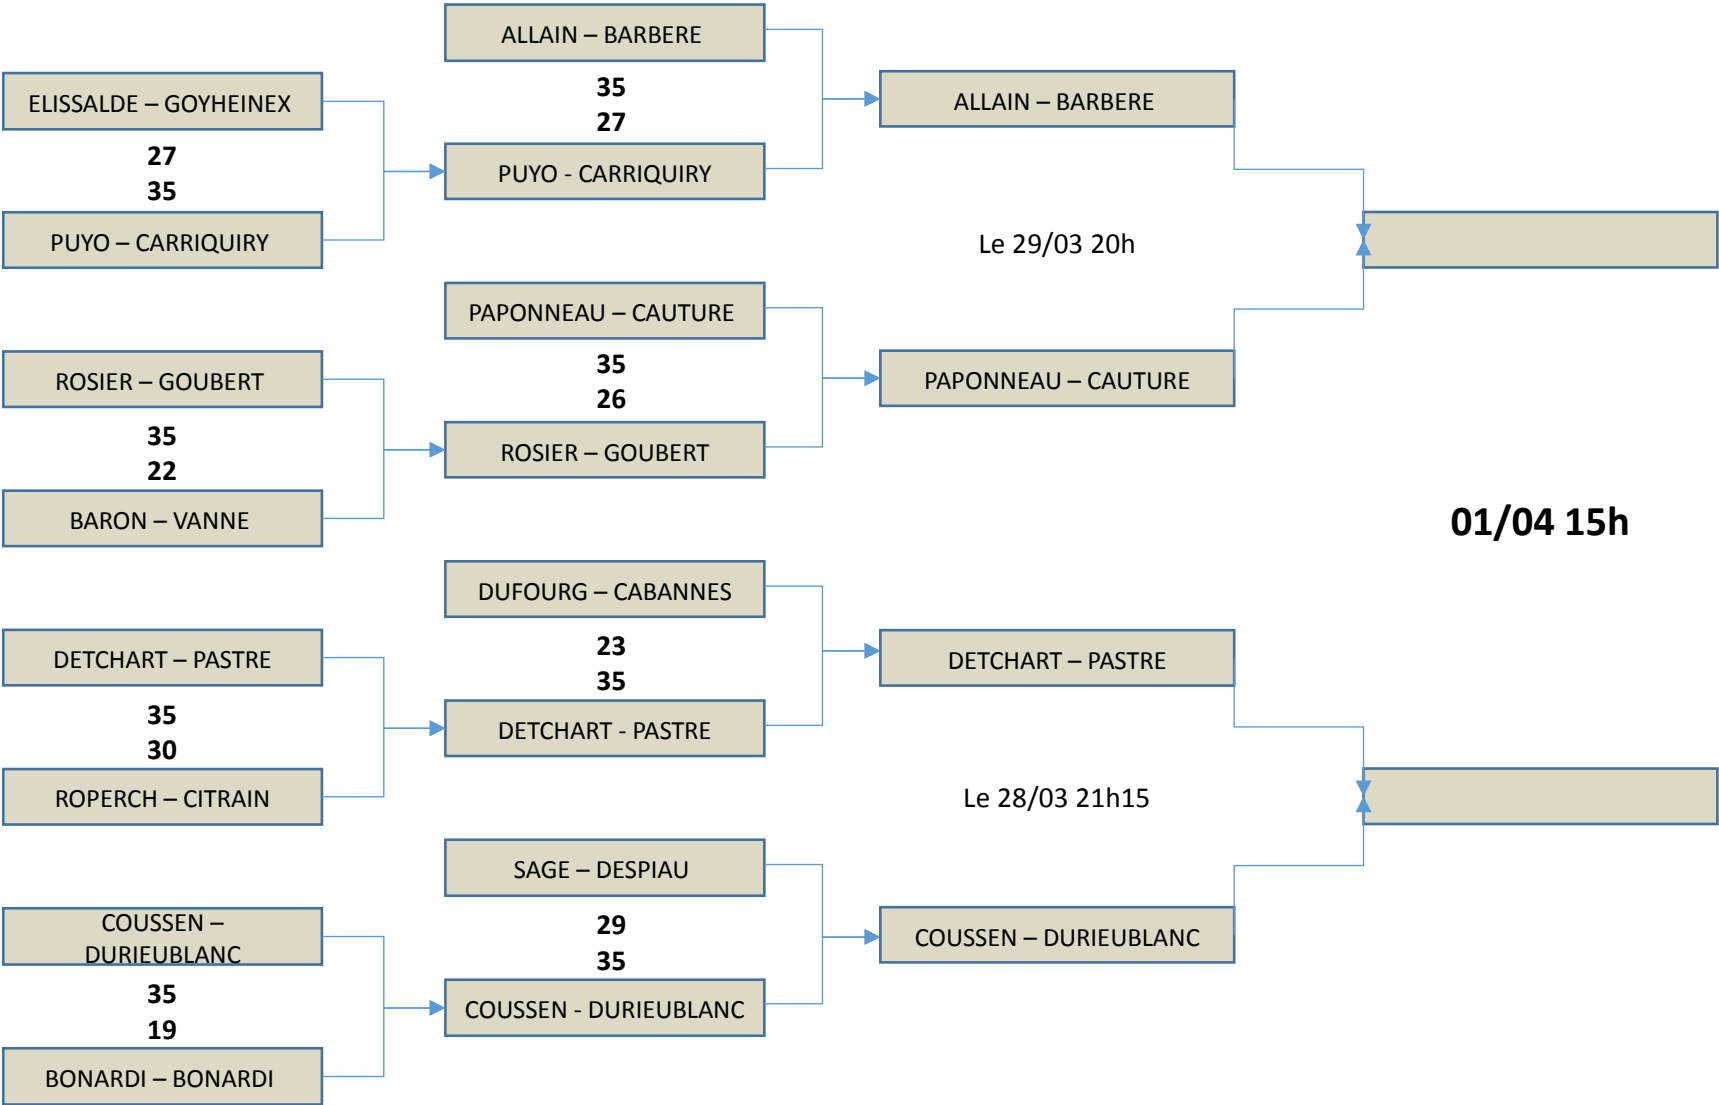 ELISSALDE – GOYHEINEX
27
35
PUYO – CARRIQUIRY
ROSIER – GOUBERT
35
22
BARON – VANNE
DETCHART – PASTRE
35
30
ROPERCH – CITRAIN
COUSSEN –
DURIEUBLANC
35
19
BONARDI – BONARDI
ALLAIN – BARBERE
35
27
PUYO - CARRIQUIRY
PAPONNEAU – CAUTURE
35
26
ROSIER – GOUBERT
DUFOURG – CABANNES
23
35
DETCHART - PASTRE
SAGE – DESPIAU
29
35
COUSSEN - DURIEUBLANC
ALLAIN – BARBERE
Le 29/03 20h
PAPONNEAU – CAUTURE
DETCHART – PASTRE
Le 28/03 21h15
COUSSEN – DURIEUBLANC
01/04 15h